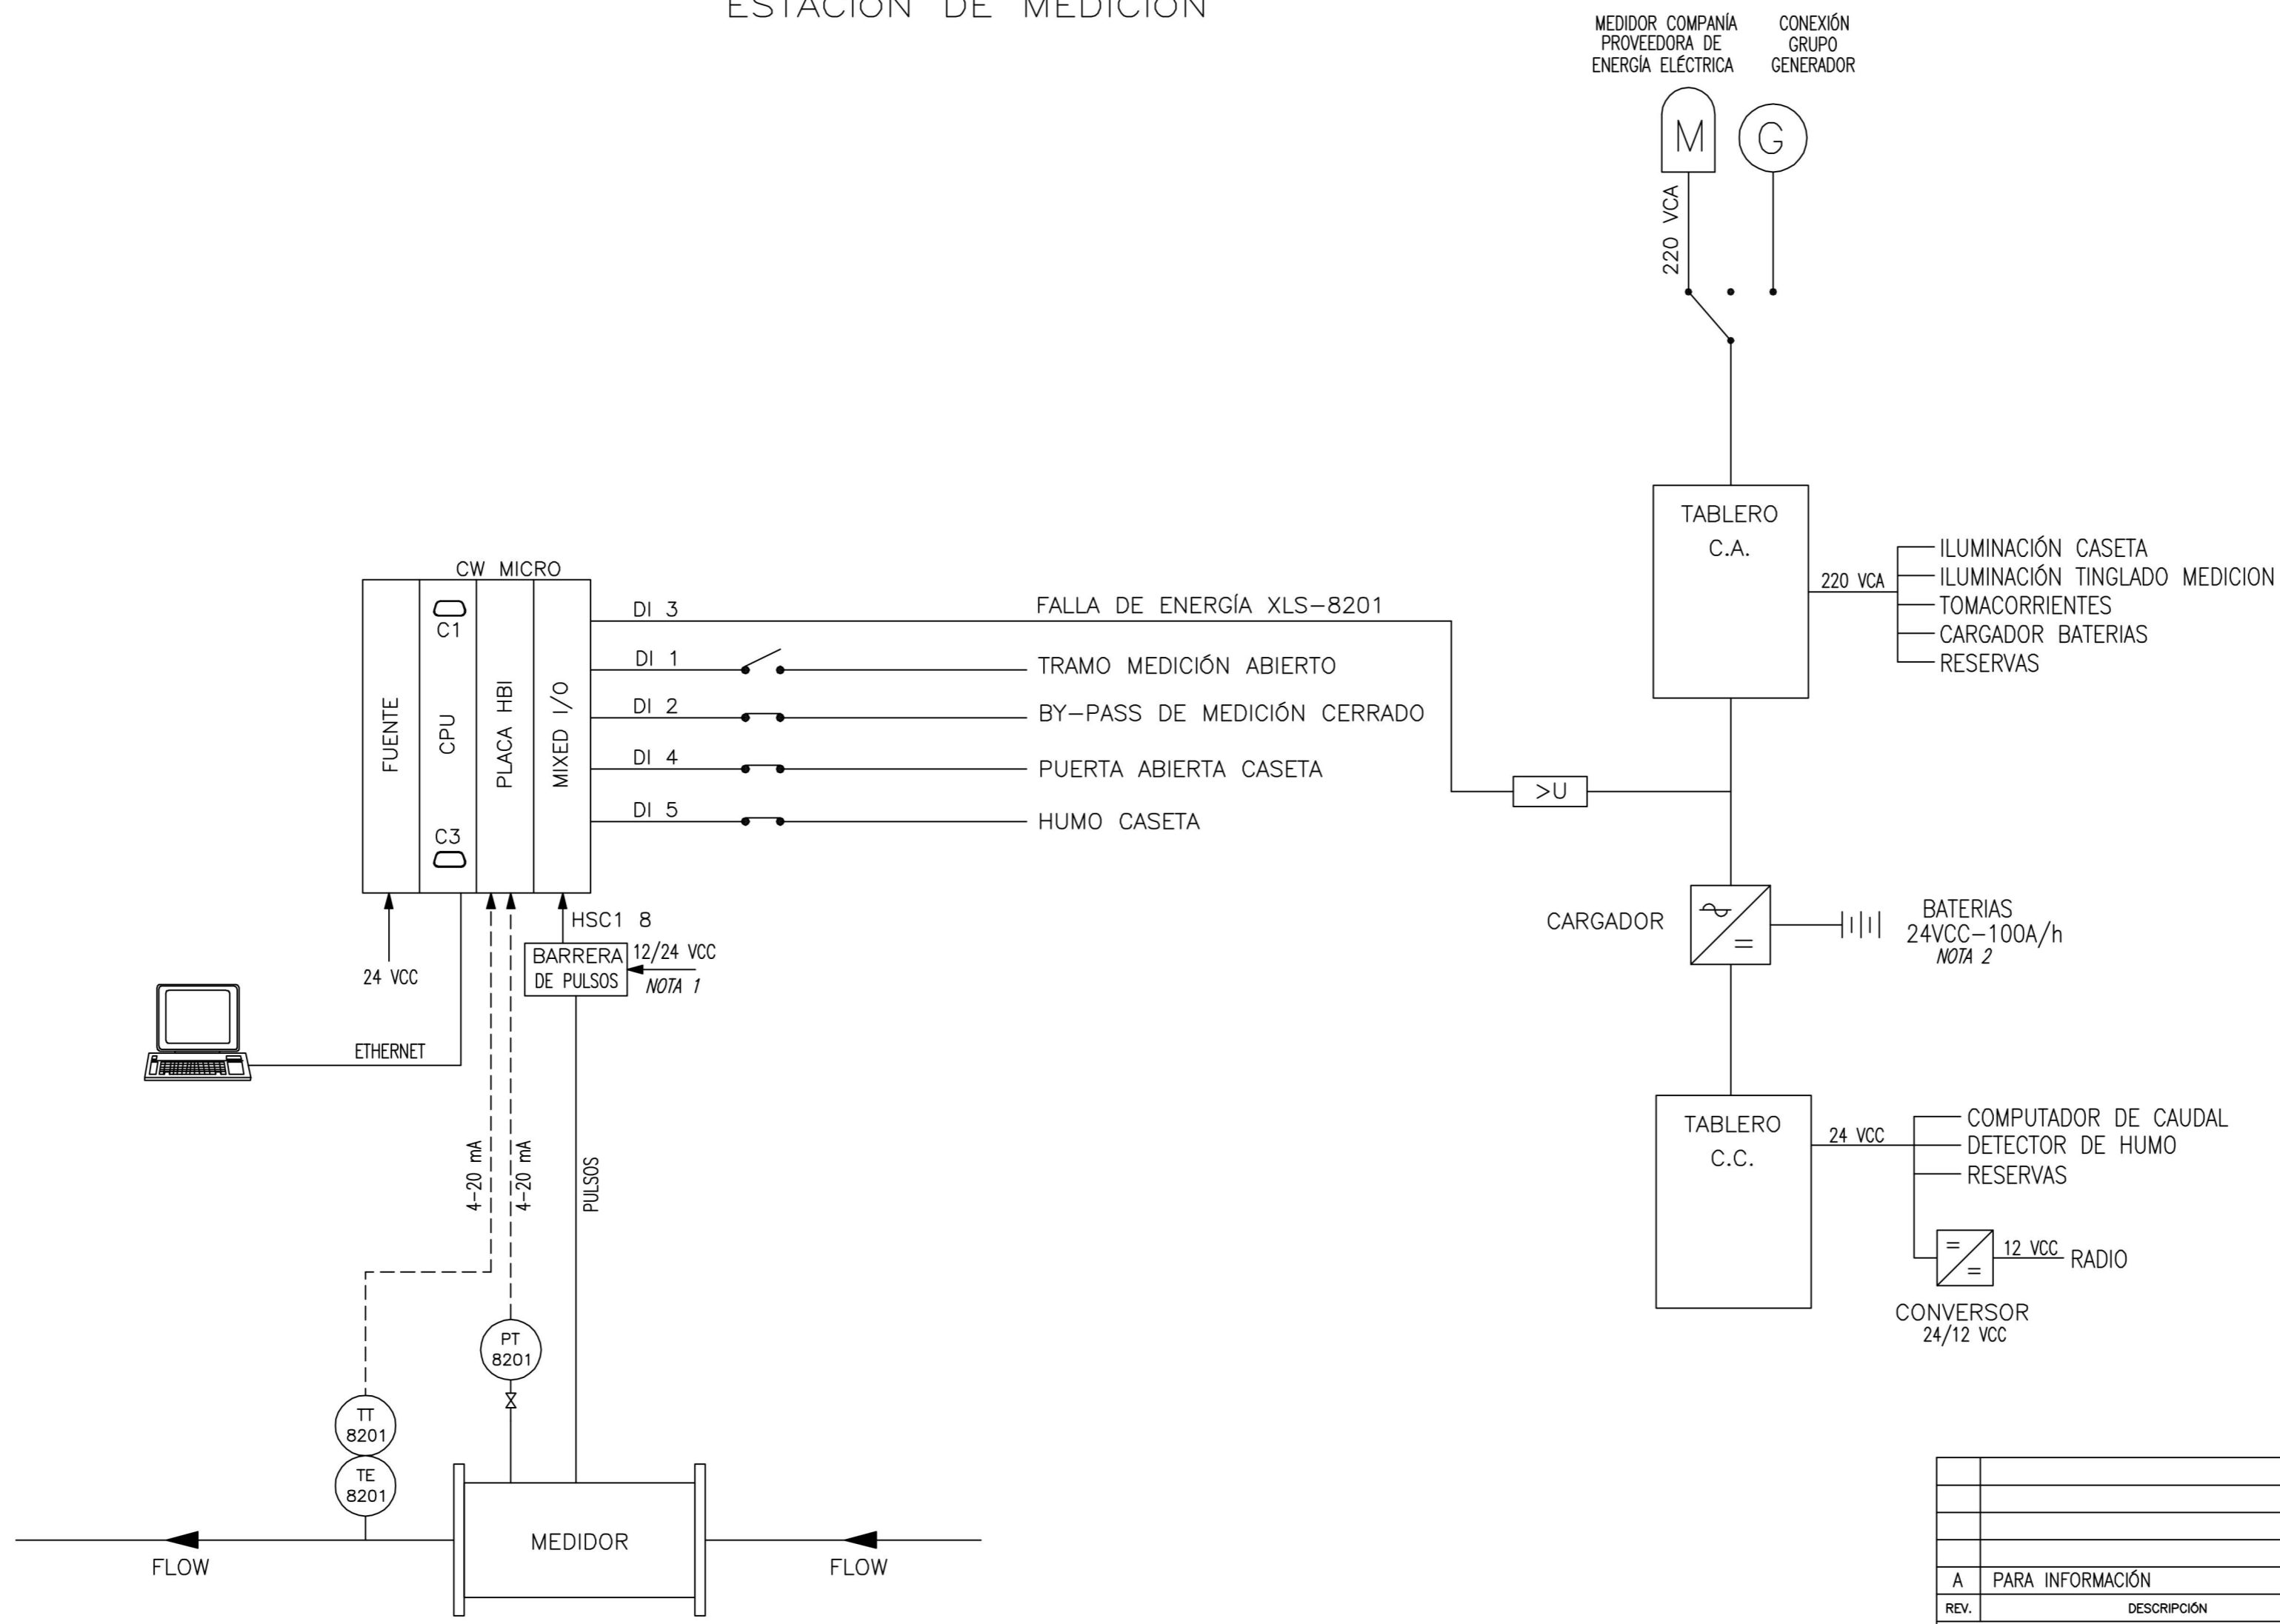 ESTACION DE MEDICION
MEDIDOR COMPANÍA
PROVEEDORA DE
ENERGÍA ELÉCTRICA
CONEXIÓN
GRUPO
GENERADOR
M
G
220 VCA
TABLERO
C.A.
220 VCA
ILUMINACIÓN CASETA
ILUMINACIÓN TINGLADO MEDICION
TOMACORRIENTES
CARGADOR BATERIAS
RESERVAS
CW MICRO
FUENTE
C1
CPU
C3
PLACA HBI
MIXED I/O
DI 3
FALLA DE ENERGÍA XLS-8201
DI 1
TRAMO MEDICIÓN ABIERTO
DI 2
BY-PASS DE MEDICIÓN CERRADO
DI 4
PUERTA ABIERTA CASETA
DI 5
HUMO CASETA
>U
CARGADOR
BATERIAS
24VCC-100A/h
NOTA 2
24 VCC
HSC1 8
BARRERA
DE PULSOS
12/24 VCC
NOTA 1
ETHERNET
4-20 mA
4-20 mA
PULSOS
TABLERO
C.C.
24 VCC
COMPUTADOR DE CAUDAL
DETECTOR DE HUMO
RESERVAS
12 VCC
RADIO
CONVERSOR
24/12 VCC
PT
8201
TT
8201
TE
8201
MEDIDOR
FLOW
FLOW
A PARA INFORMACIÓN
REV. DESCRIPCIÓN